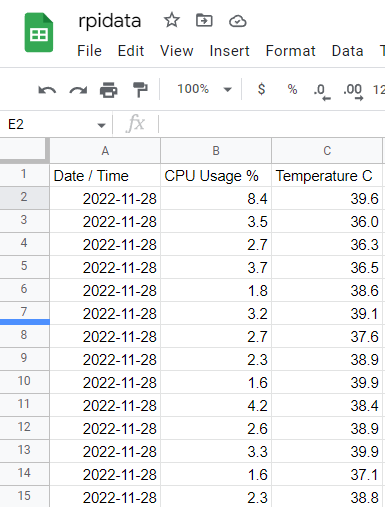 rpidata
File Edit View Insert Format Data
100% $ % .0 .00 12
E2 fx
A B C
1 Date / Time CPU Usage % Temperature C
2 2022-11-28 8.4 39.6
3 2022-11-28 3.5 36.0
4 2022-11-28 2.7 36.3
5 2022-11-28 3.7 36.5
6 2022-11-28 1.8 38.6
7 2022-11-28 3.2 39.1
8 2022-11-28 2.7 37.6
9 2022-11-28 2.3 38.9
10 2022-11-28 1.6 39.9
11 2022-11-28 4.2 38.4
12 2022-11-28 2.6 38.9
13 2022-11-28 3.3 39.9
14 2022-11-28 1.6 37.1
15 2022-11-28 2.3 38.8